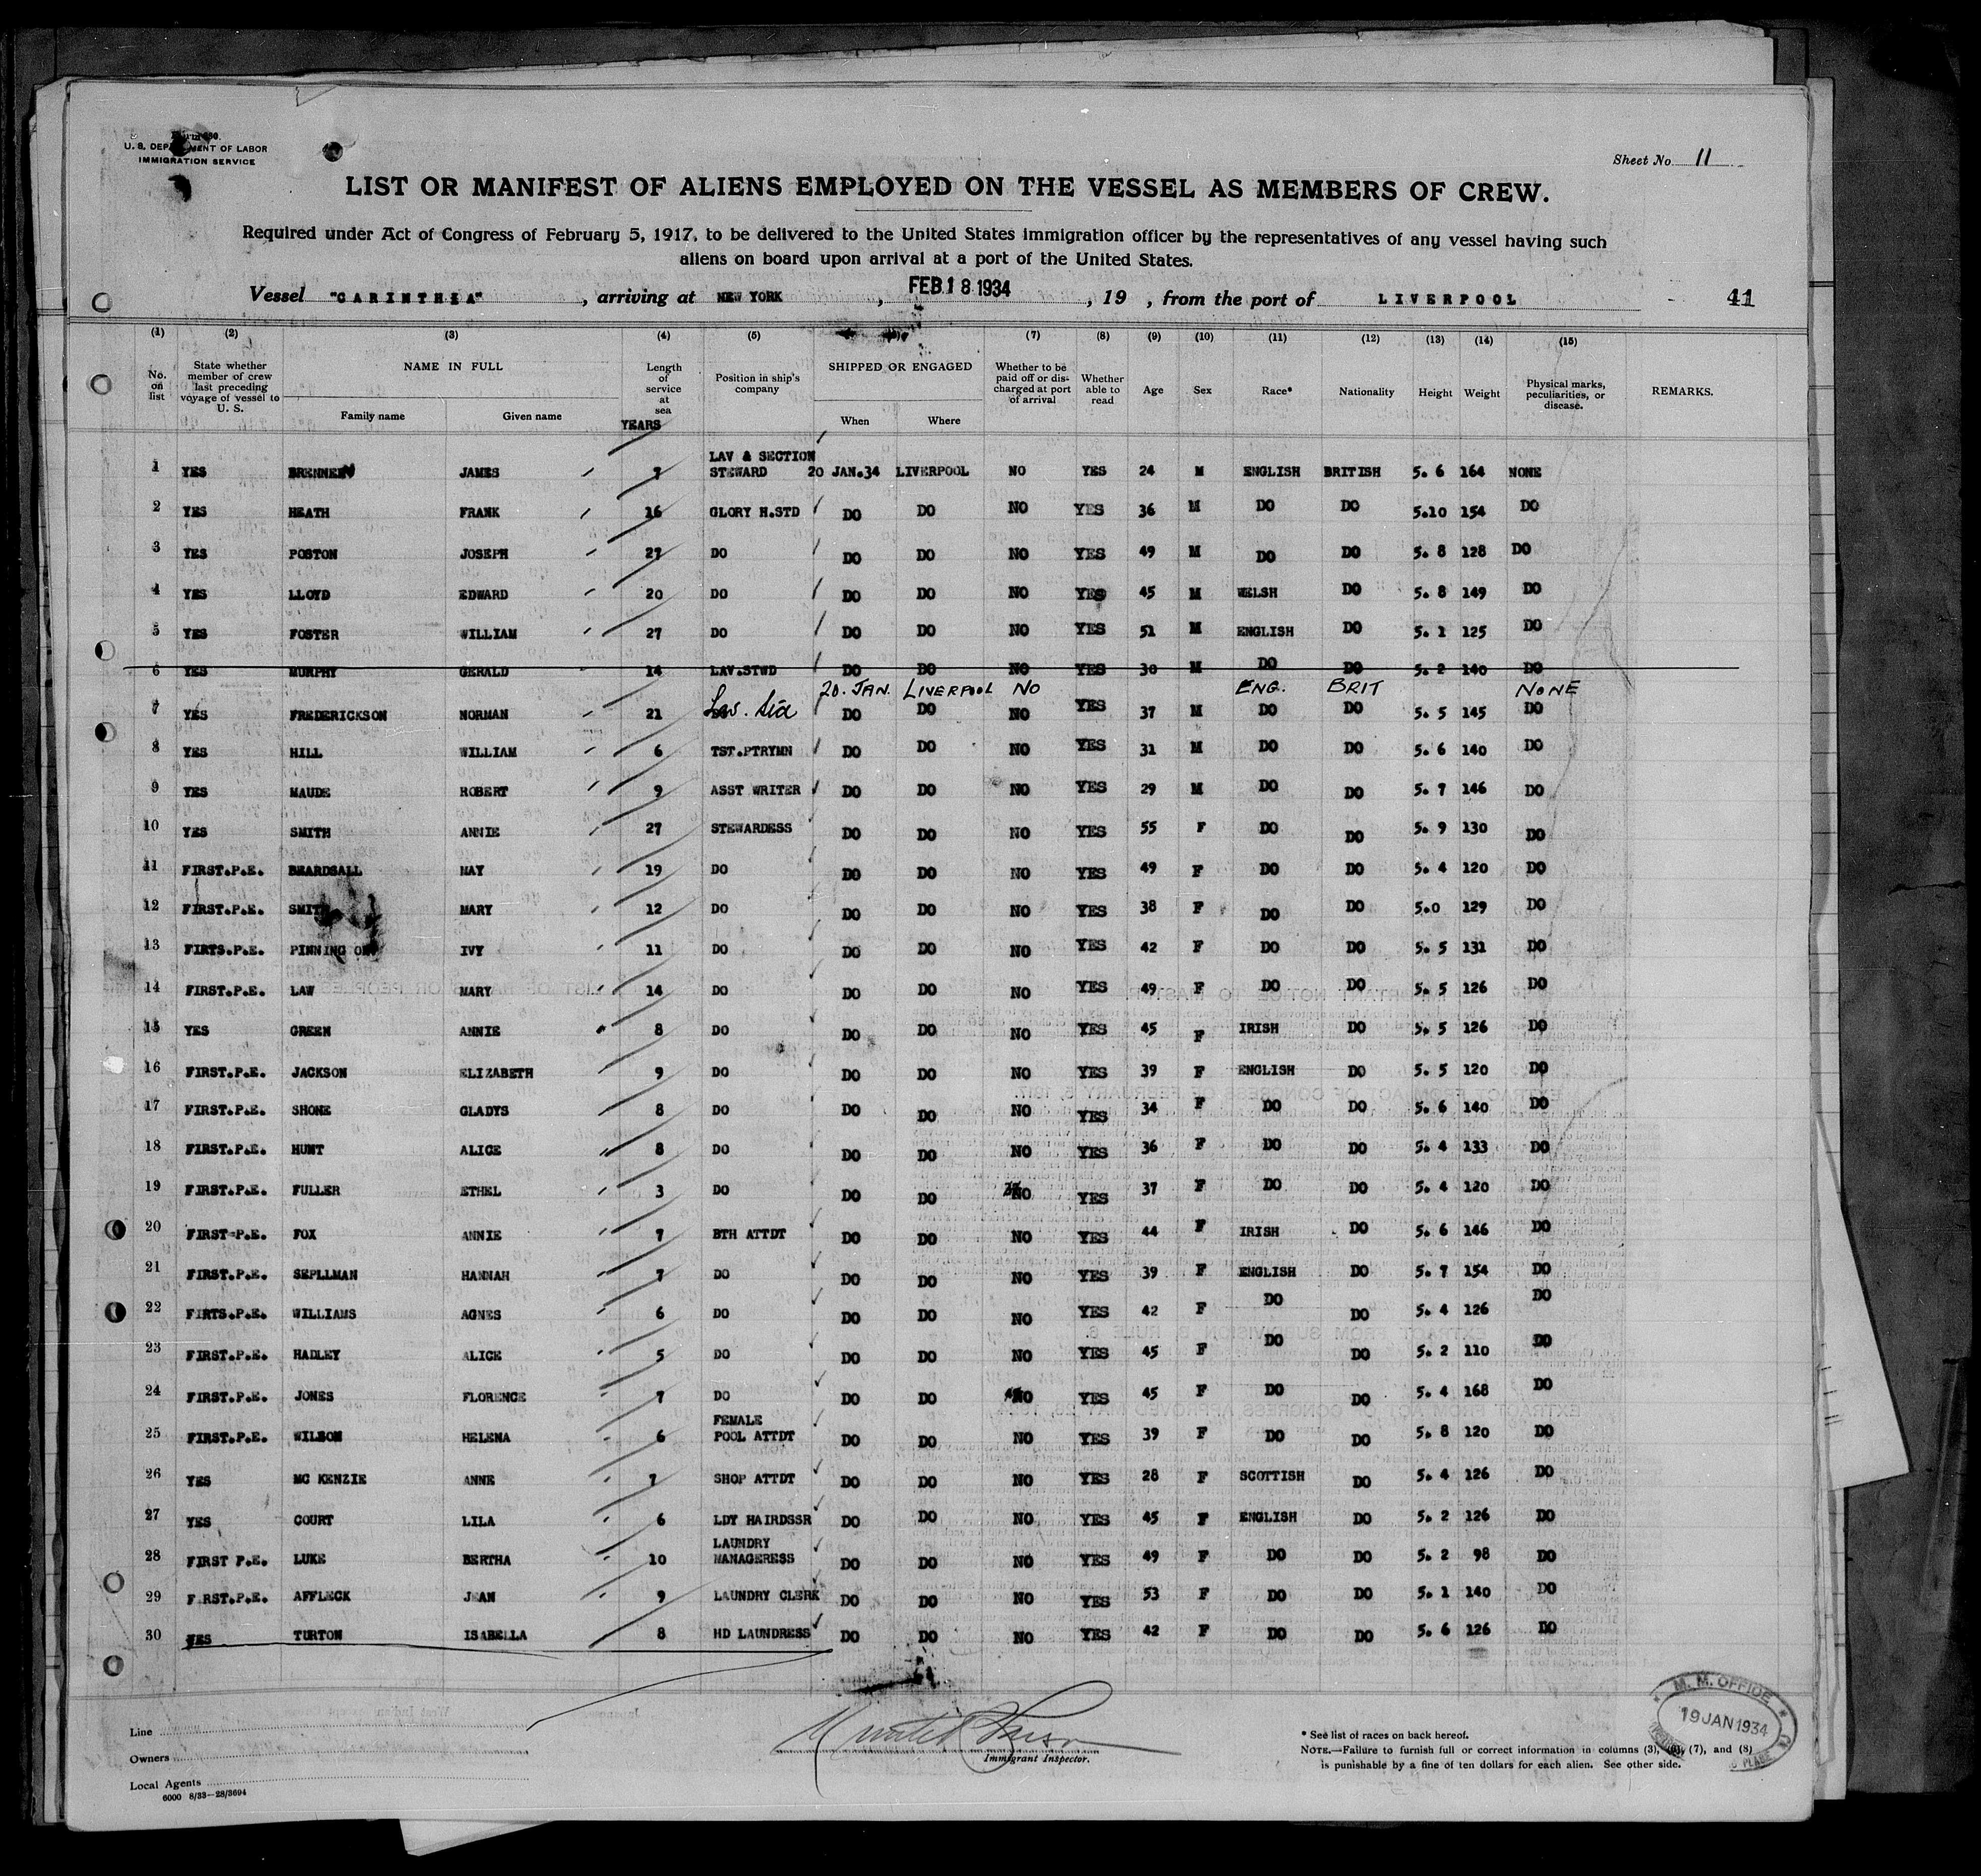 U. S. DEPARTMENT OF LABOR
IMMIGRATION SERVICE
Sheet No. 11
LIST OR MANIFEST OF ALIENS EMPLOYED ON THE VESSEL AS MEMBERS OF CREW.
Required under Act of Congress of February 5, 1917, to be delivered to the United States immigration officer by the representatives of any vessel having such
aliens on board upon arrival at a port of the United States.
Vessel "CARINTHIA", arriving at NEW YORK, FEB 18 1934, 19 , from the port of LIVERPOOL 41
(1) (2) (3) (4) (5) (6) (7) (8) (9) (10) (11) (12) (13) (14) (15)
No. on list State whether member of crew last preceding voyage of vessel to U. S. NAME IN FULL Family name Given name Length of service at sea YEARS Position in ship's company SHIPPED OR ENGAGED When Where Whether to be paid off or discharged at port of arrival Whether able to read Age Sex Race* Nationality Height Weight Physical marks, peculiarities, or disease. REMARKS.
1 YES BRENNEN JAMES 7 LAV & SECTION STEWARD 20 JAN.34 LIVERPOOL NO YES 24 M ENGLISH BRITISH 5. 6 164 NONE
2 YES HEATH FRANK 16 GLORY H.STD DO DO NO YES 36 M DO DO 5.10 154 DO
3 YES POSTON JOSEPH 27 DO DO DO NO YES 49 M DO DO 5. 8 128 DO
4 YES LLOYD EDWARD 20 DO DO DO NO YES 45 M WELSH DO 5. 8 149 DO
5 YES FOSTER WILLIAM 27 DO DO DO NO YES 51 M ENGLISH DO 5. 1 125 DO
6 YES MURPHY GERALD 14 LAV.STWD DO DO NO YES 30 M DO DO 5. 2 140 DO
20. JAN. LIVERPOOL NO ENG. BRIT NONE
7 YES FREDERICKSON NORMAN 21 Lav. DO DO NO YES 37 M DO DO 5. 5 145 DO
8 YES HILL WILLIAM 6 TST.PTRYMN DO DO NO YES 31 M DO DO 5. 6 140 DO
9 YES MAUDE ROBERT 9 ASST WRITER DO DO NO YES 29 M DO DO 5. 7 146 DO
10 YES SMITH ANNIE 27 STEWARDESS DO DO NO YES 55 F DO DO 5. 9 130 DO
11 FIRST.P.E. BEARDSALL MAY 19 DO DO DO NO YES 49 F DO DO 5. 4 120 DO
12 FIRST.P.E. SMITH MARY 12 DO DO DO NO YES 38 F DO DO 5.0 129 DO
13 FIRTS.P.E. PINNING IVY 11 DO DO DO NO YES 42 F DO DO 5. 5 131 DO
14 FIRST.P.E. LAW MARY 14 DO DO DO NO YES 49 F DO DO 5. 5 126 DO
15 YES GREEN ANNIE 8 DO DO DO NO YES 45 F IRISH DO 5. 5 126 DO
16 FIRST.P.E. JACKSON ELIZABETH 9 DO DO DO NO YES 39 F ENGLISH DO 5. 5 120 DO
17 FIRST.P.E. SHONE GLADYS 8 DO DO DO NO YES 34 F DO DO 5. 6 140 DO
18 FIRST.P.E. HUNT ALICE 8 DO DO DO NO YES 36 F DO DO 5. 4 133 DO
19 FIRST.P.E. FULLER ETHEL 3 DO DO DO NO YES 37 F DO DO 5. 4 120 DO
20 FIRST-P.E. FOX ANNIE 7 BTH ATTDT DO DO NO YES 44 F IRISH DO 5. 6 146 DO
21 FIRST.P.E. SEPLLMAN HANNAH 7 DO DO DO NO YES 39 F ENGLISH DO 5. 7 154 DO
22 FIRTS.P.E. WILLIAMS AGNES 6 DO DO DO NO YES 42 F DO DO 5. 4 126 DO
23 FIRST.P.E. HADLEY ALICE 5 DO DO DO NO YES 45 F DO DO 5. 2 110 DO
24 FIRST.P.E. JONES FLORENCE 7 DO DO DO NO YES 45 F DO DO 5. 4 168 DO
25 FIRST.P.E. WILSON HELENA 6 FEMALE POOL ATTDT DO DO NO YES 39 F DO DO 5. 8 120 DO
26 YES MC KENZIE ANNE 7 SHOP ATTDT DO DO NO YES 28 F SCOTTISH DO 5. 4 126 DO
27 YES COURT LILA 6 LDY HAIRDSSR DO DO NO YES 45 F ENGLISH DO 5. 2 126 DO
28 FIRST P.E. LUKE BERTHA 10 LAUNDRY MANAGERESS DO DO NO YES 49 F DO DO 5. 2 98 DO
29 F.RST.P.E. AFFLECK JEAN 9 LAUNDRY CLERK DO DO NO YES 53 F DO DO 5. 1 140 DO
30 YES TURTON ISABELLA 8 HD LAUNDRESS DO DO NO YES 42 F DO DO 5. 6 126 DO
Line
Owners
Local Agents
6000 8/33—28/3694
Immigrant Inspector.
* See list of races on back hereof.
NOTE.—Failure to furnish full or correct information in columns (3), (6), (7), and (8)
is punishable by a fine of ten dollars for each alien. See other side.
M. M. OFFICE
19 JAN 1934